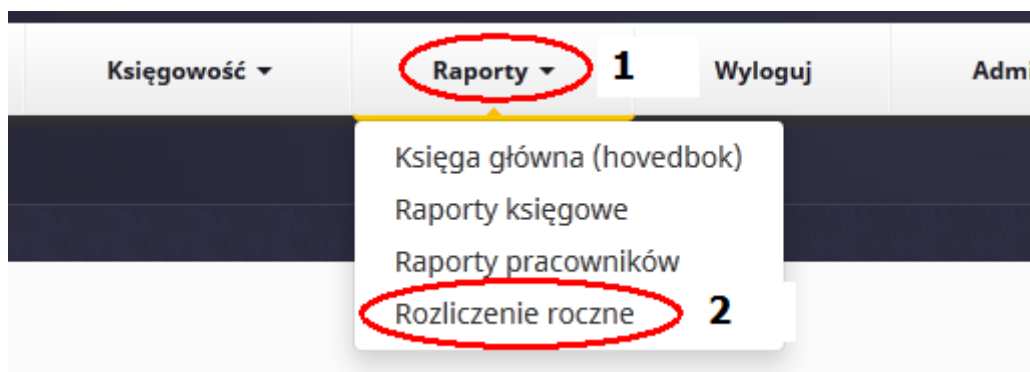 Księgowość Raporty 1 Wyloguj Admi
Księga główna (hovedbok)
Raporty księgowe
Raporty pracowników
Rozliczenie roczne 2